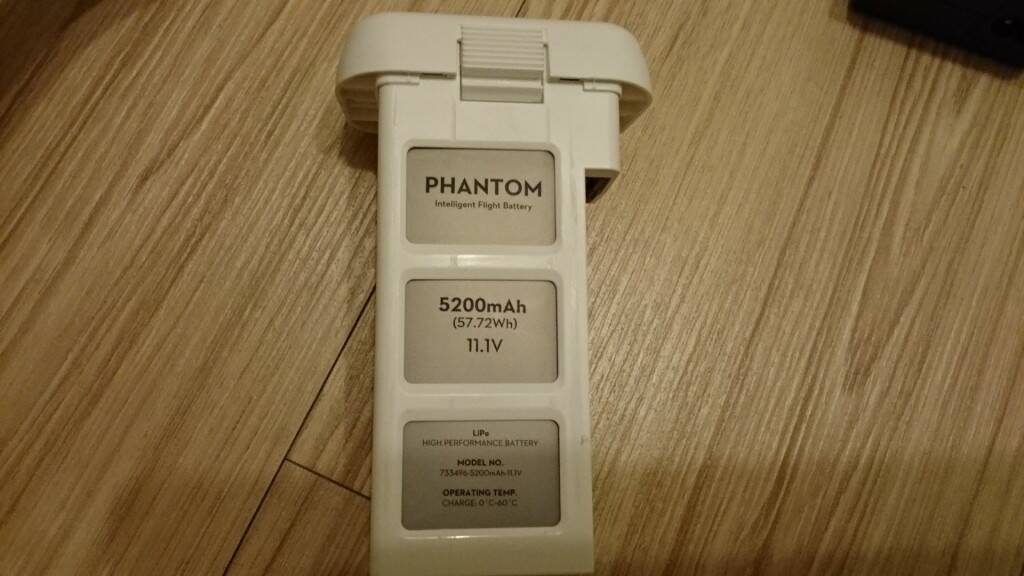 PHANTOM
Intelligent Flight Battery
5200mAh
(57.72Wh)
11.1V
LiPo
HIGH PERFORMANCE BATTERY
MODEL NO.
733496-5200mAh-11.1V
OPERATING TEMP.
CHARGE: 0°C-60°C